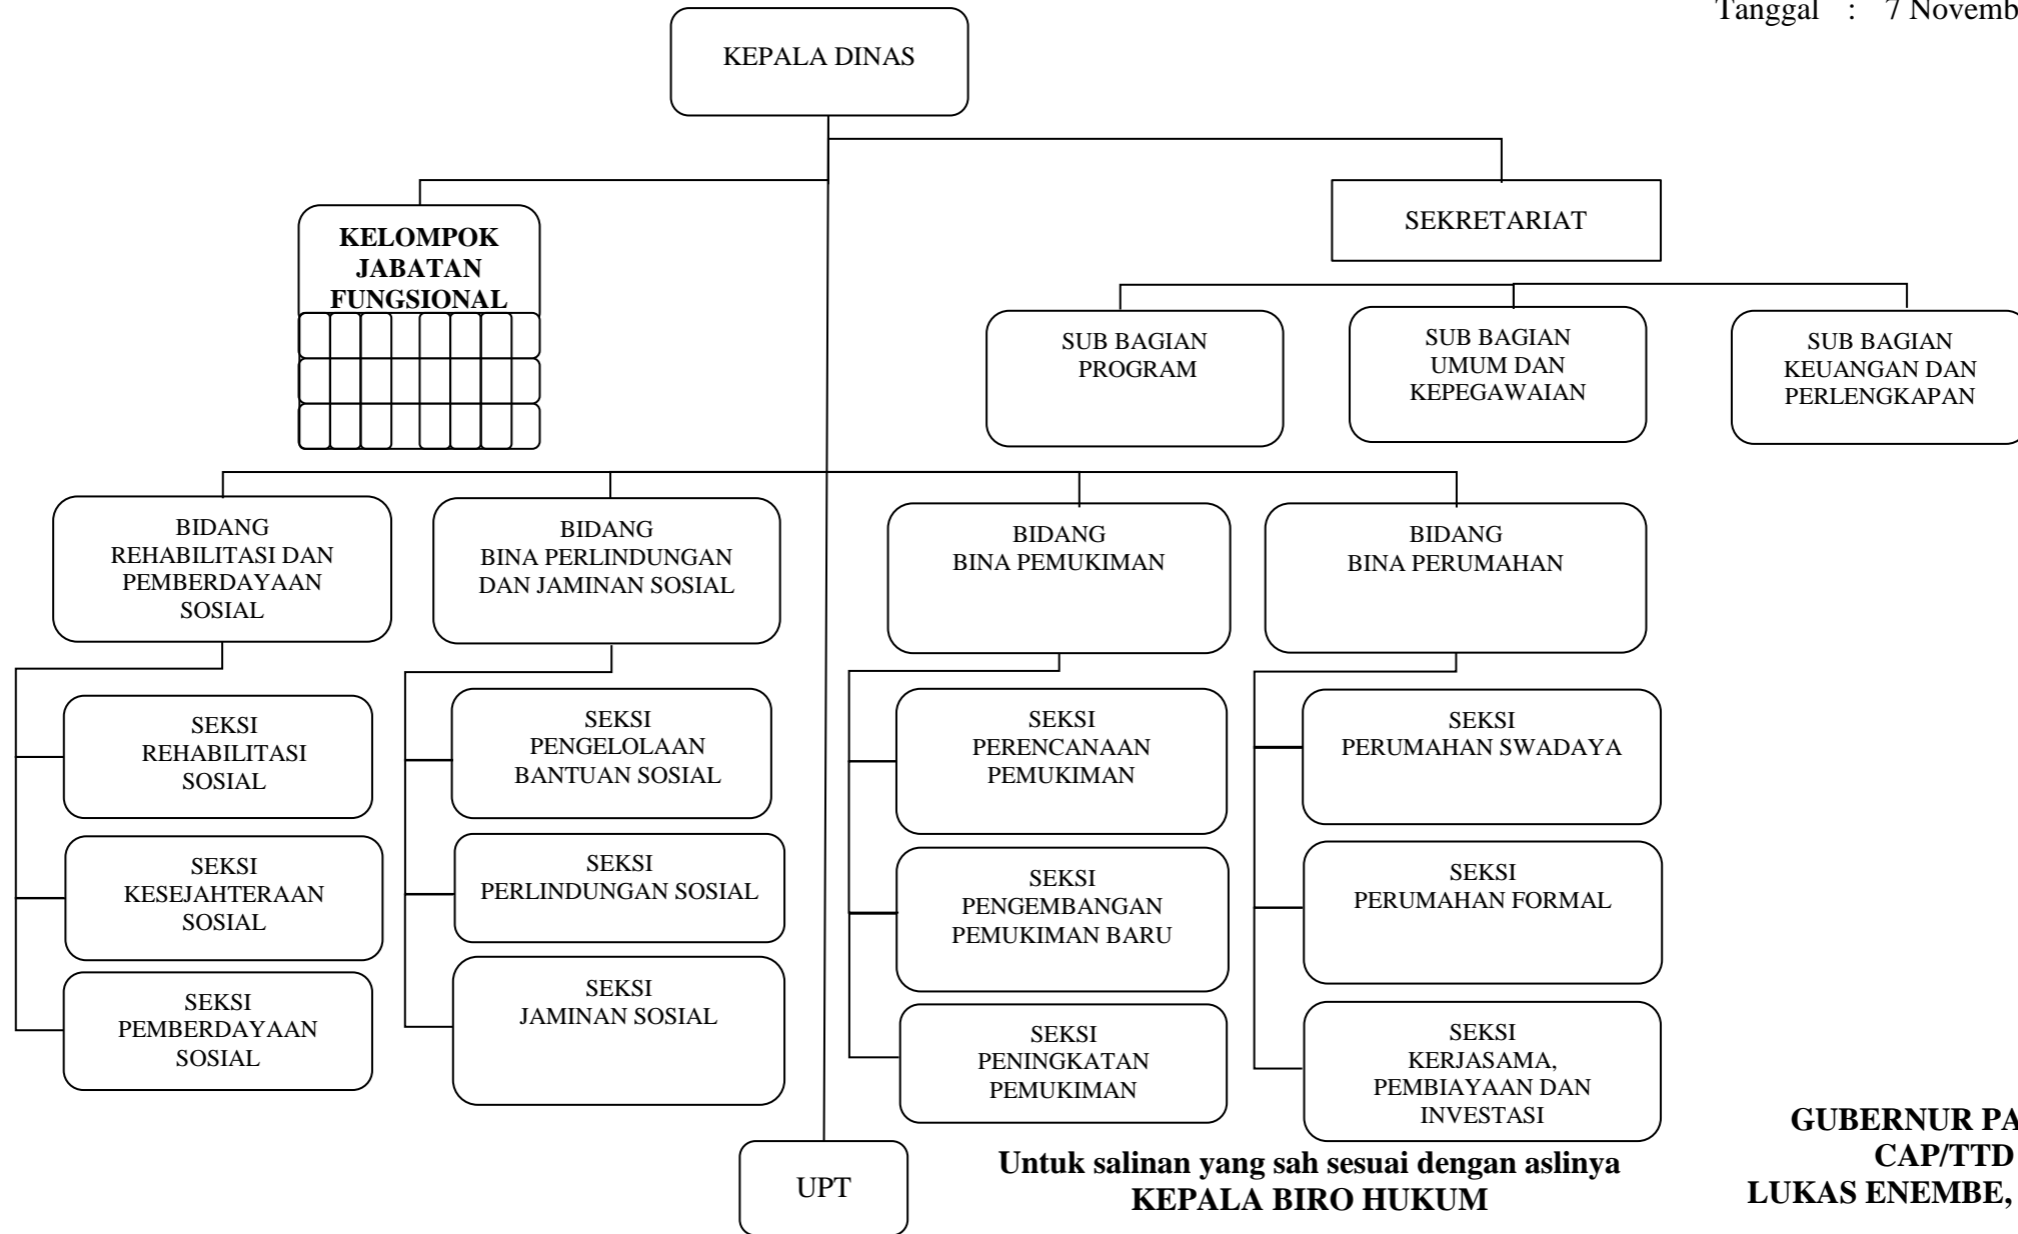 Tanggal : 7 Novemb
KEPALA DINAS
KELOMPOK
JABATAN
FUNGSIONAL
SEKRETARIAT
SUB BAGIAN
PROGRAM
SUB BAGIAN
UMUM DAN
KEPEGAWAIAN
SUB BAGIAN
KEUANGAN DAN
PERLENGKAPAN
BIDANG
REHABILITASI DAN
PEMBERDAYAAN
SOSIAL
BIDANG
BINA PERLINDUNGAN
DAN JAMINAN SOSIAL
BIDANG
BINA PEMUKIMAN
BIDANG
BINA PERUMAHAN
SEKSI
REHABILITASI
SOSIAL
SEKSI
KESEJAHTERAAN
SOSIAL
SEKSI
PEMBERDAYAAN
SOSIAL
SEKSI
PENGELOLAAN
BANTUAN SOSIAL
SEKSI
PERLINDUNGAN SOSIAL
SEKSI
JAMINAN SOSIAL
SEKSI
PERENCANAAN
PEMUKIMAN
SEKSI
PENGEMBANGAN
PEMUKIMAN BARU
SEKSI
PENINGKATAN
PEMUKIMAN
SEKSI
PERUMAHAN SWADAYA
SEKSI
PERUMAHAN FORMAL
SEKSI
KERJASAMA,
PEMBIAYAAN DAN
INVESTASI
UPT
Untuk salinan yang sah sesuai dengan aslinya
KEPALA BIRO HUKUM
GUBERNUR PA
CAP/TTD
LUKAS ENEMBE,